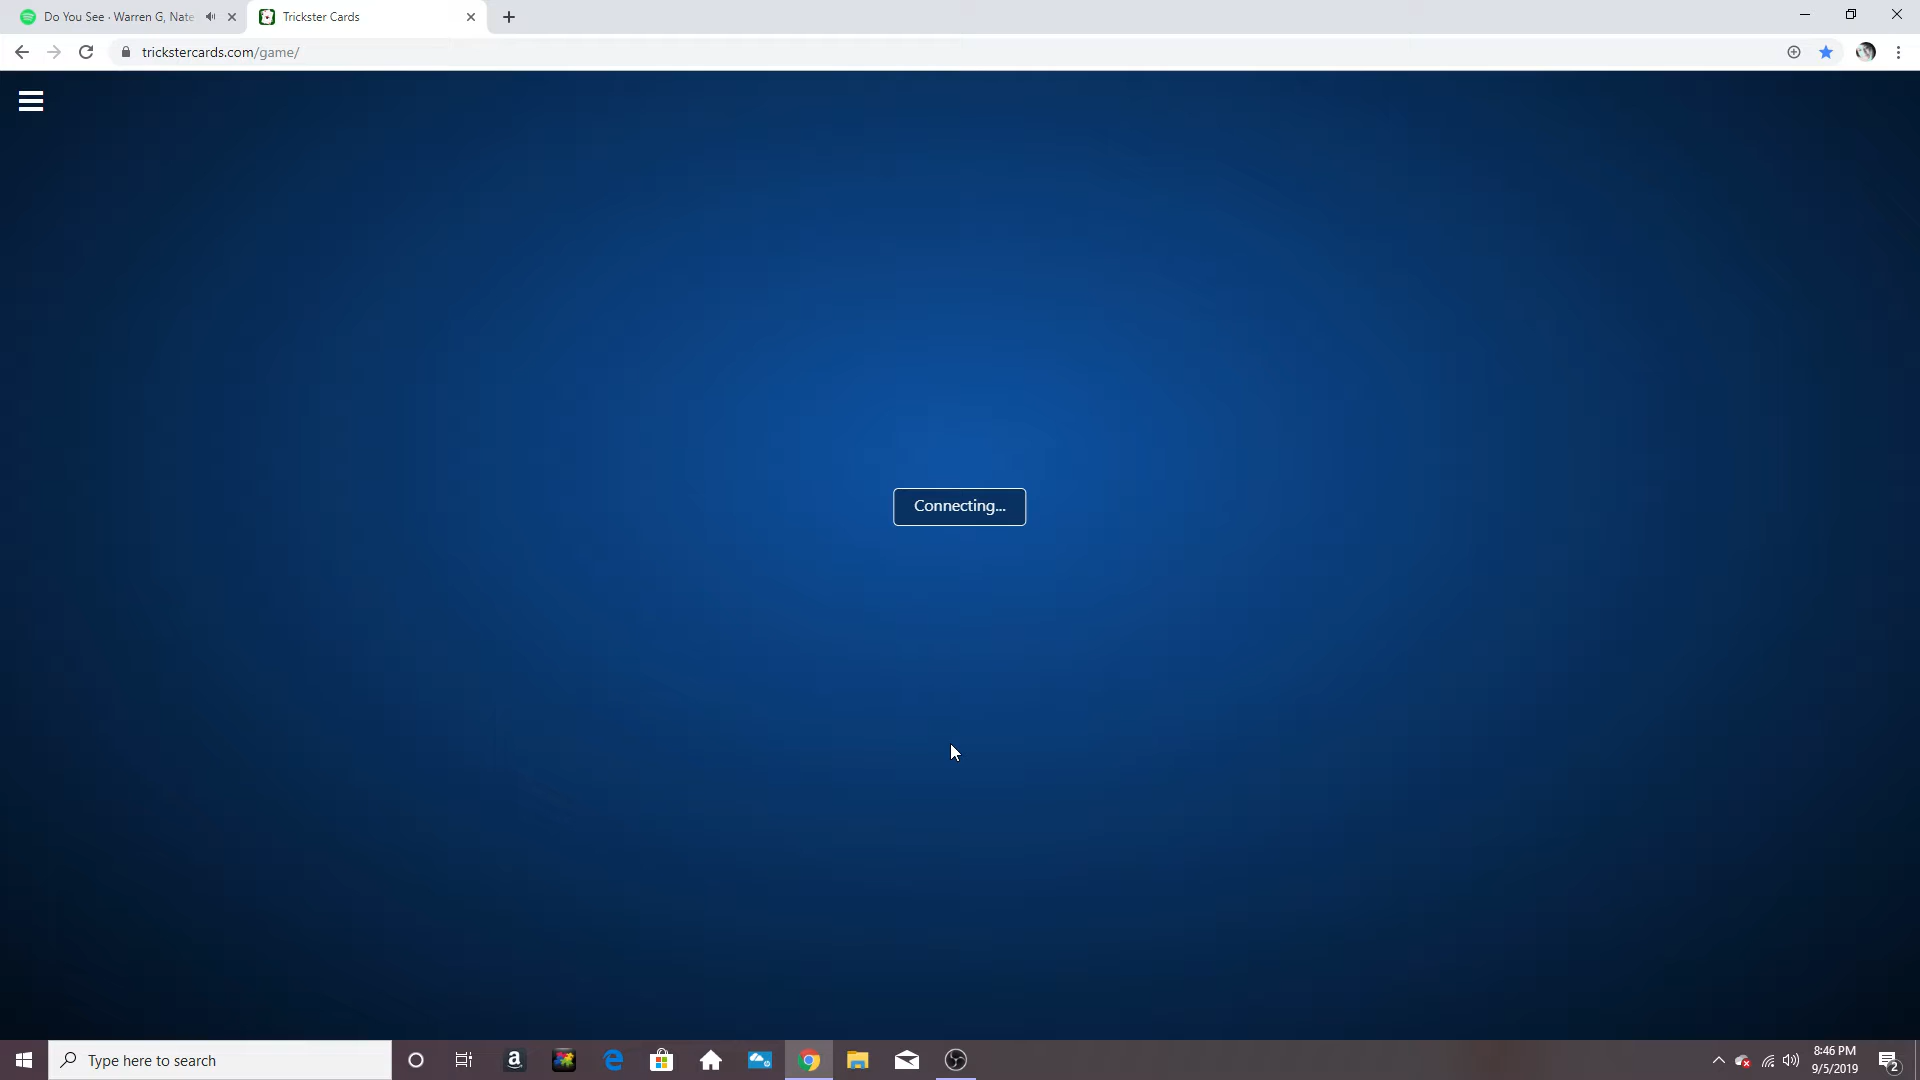 Do You See · Warren G, Nate
Trickster Cards
trickstercards.com/game/
Connecting...
Type here to search
8:46 PM
9/5/2019
2